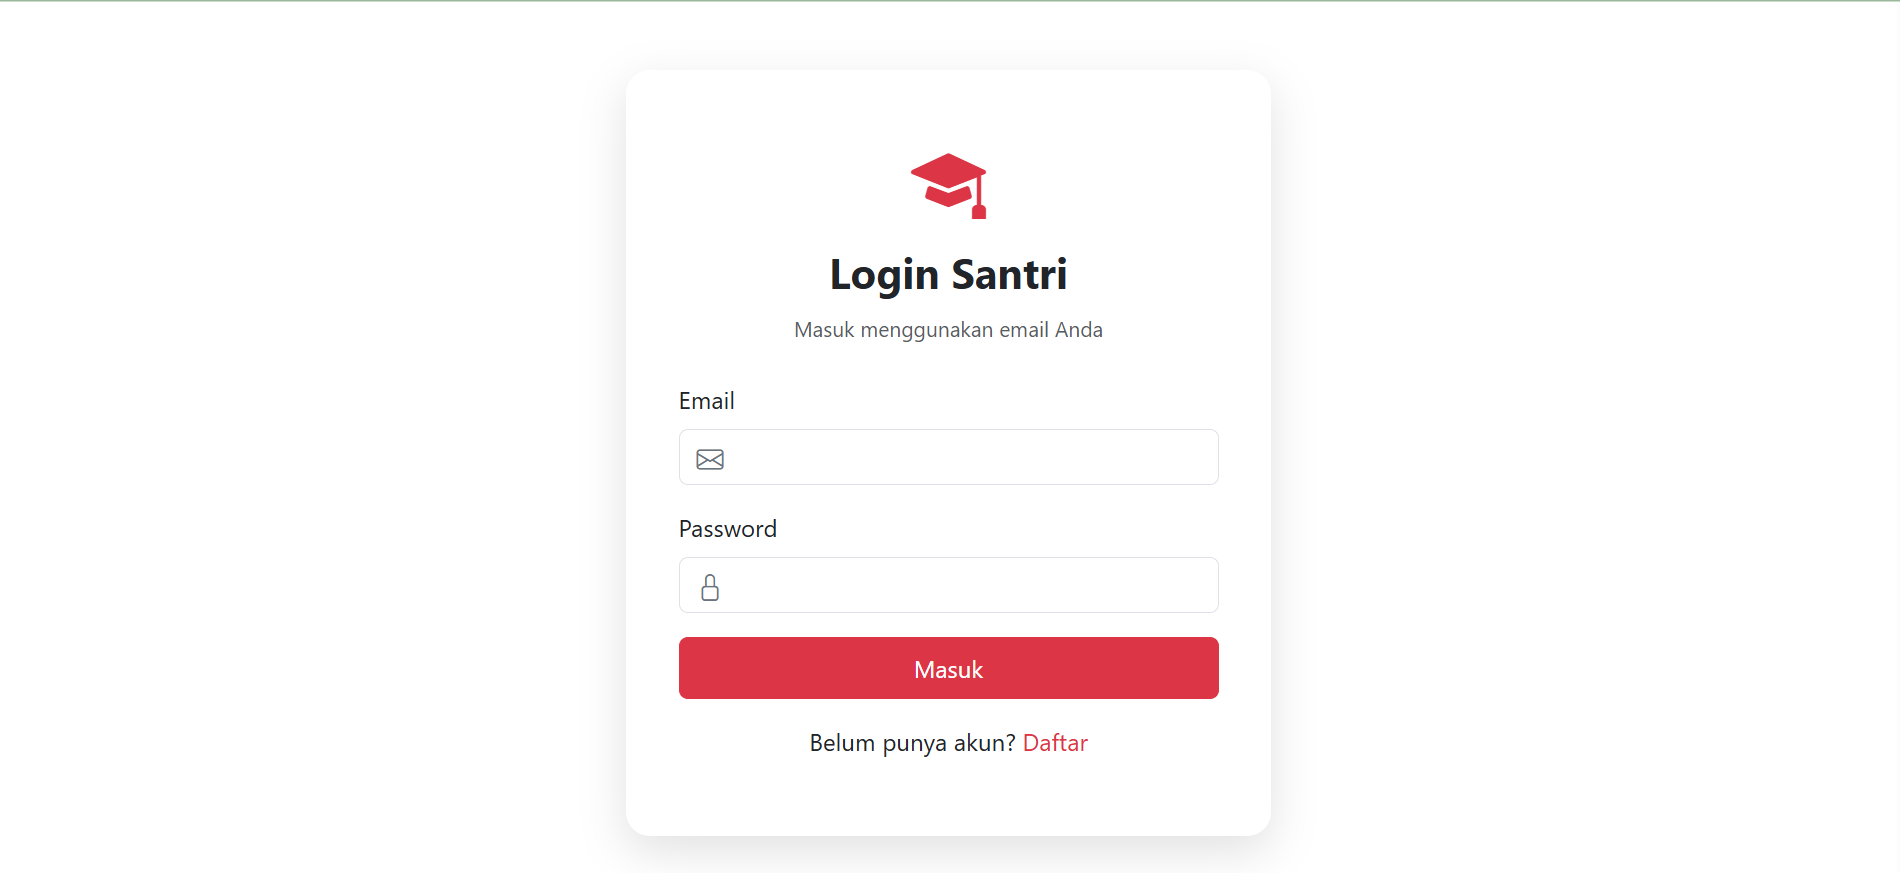 Login Santri
Masuk menggunakan email Anda
Email
Password
Masuk
Belum punya akun? Daftar